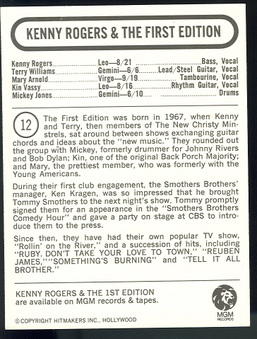 KENNY ROGERS & THE FIRST EDITION
Kenny Rogers Leo—8/21 Bass, Vocal
Terry Williams Gemini—6/6 Lead/Steel Guitar, Vocal
Mary Arnold Virgo—9/19 Tambourine, Vocal
Kin Vassy Leo—8/16 Rhythm Guitar, Vocal
Mickey Jones Gemini—6/10 Drums
12
The First Edition was born in 1967, when Kenny
and Terry, then members of The New Christy Min-
strels, sat around between shows exchanging guitar
chords and ideas about the "new music." They rounded out
the group with Mickey, formerly drummer for Johnny Rivers
and Bob Dylan; Kin, one of the original Back Porch Majority;
and Mary, the prettiest member, who was formerly with the
Young Americans.
During their first club engagement, the Smothers Brothers'
manager, Ken Kragen, was so impressed that he brought
Tommy Smothers to the next night's show. Tommy promptly
signed them for an appearance in the "Smothers Brothers
Comedy Hour" and gave a party on stage at CBS to intro-
duce them to the press.
Since then, they have had their own popular TV show,
"Rollin' on the River," and a succession of hits, including
"RUBY, DON'T TAKE YOUR LOVE TO TOWN," "REUBEN
JAMES," "SOMETHING'S BURNING" and "TELL IT ALL
BROTHER."
KENNY ROGERS & THE 1ST EDITION
are available on MGM records & tapes.
MGM
RECORDS
© COPYRIGHT HITMAKERS INC., HOLLYWOOD